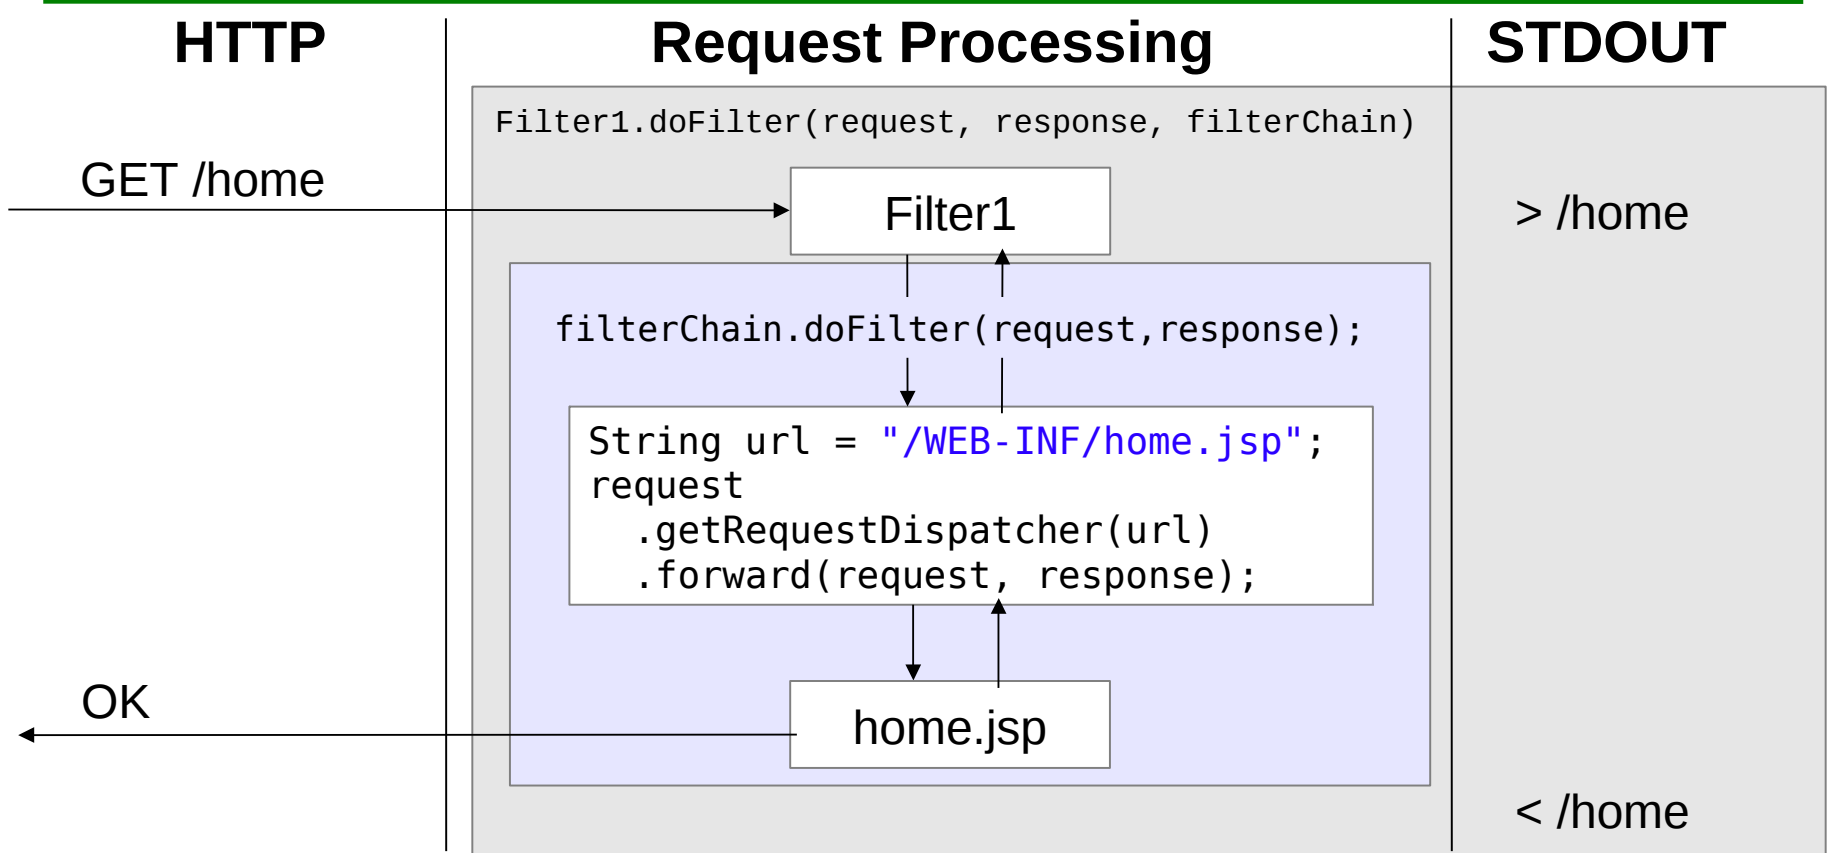 HTTP
Request Processing
STDOUT
Filter1.doFilter(request, response, filterChain)
GET /home
Filter1
> /home
filterChain.doFilter(request,response);
String url = "/WEB-INF/home.jsp";
request
.getRequestDispatcher(url)
.forward(request, response);
OK
home.jsp
< /home